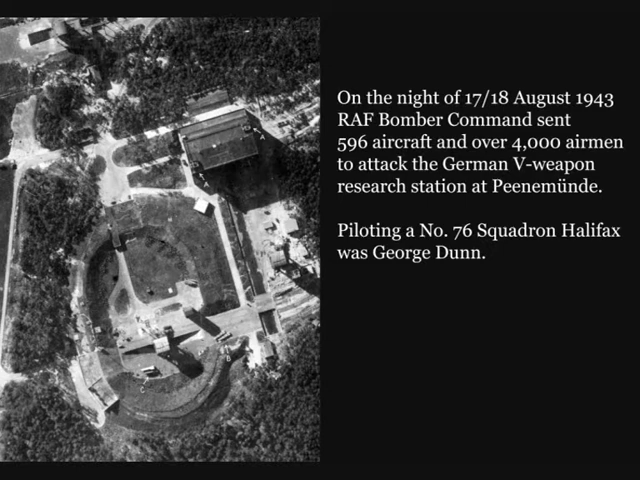 On the night of 17/18 August 1943
RAF Bomber Command sent
596 aircraft and over 4,000 airmen
to attack the German V-weapon
research station at Peenemünde.
Piloting a No. 76 Squadron Halifax
was George Dunn.